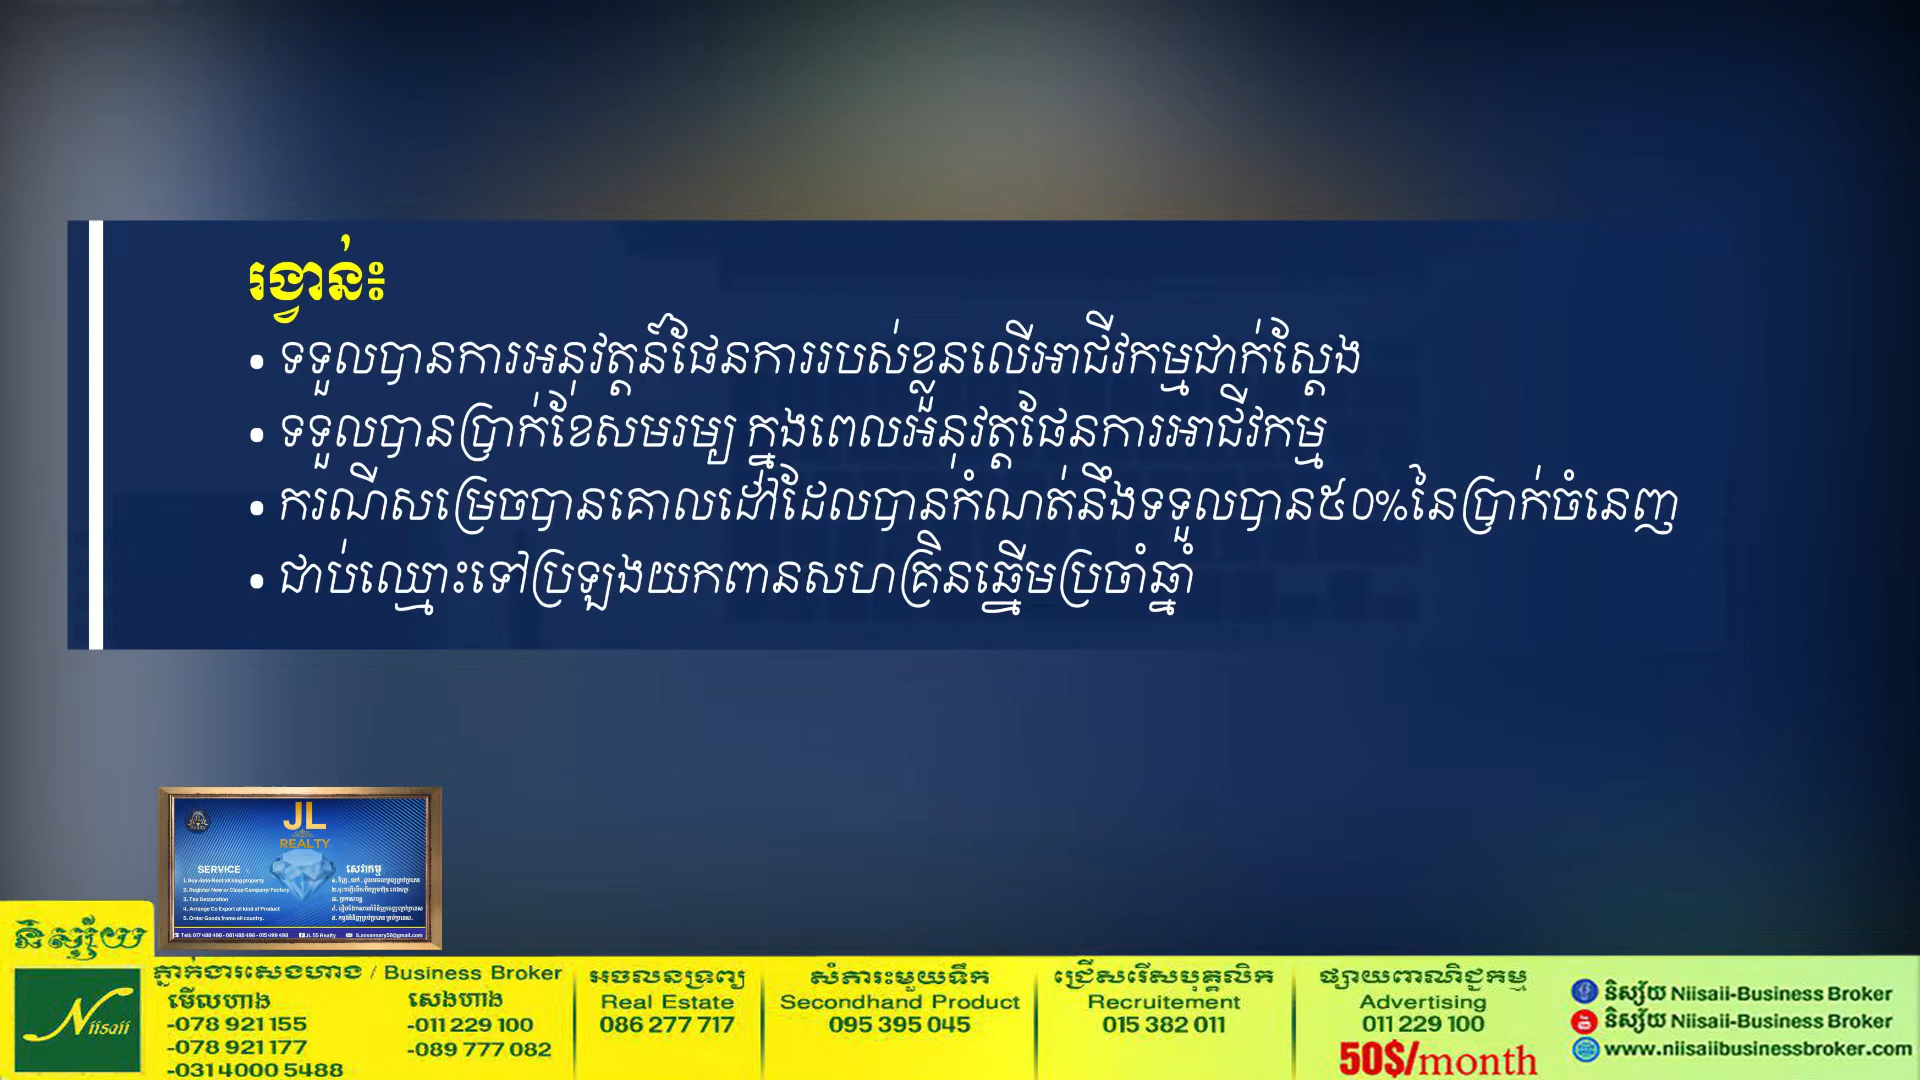 រង្វាន់៖
• ទទួលបានការអនុវត្តន៍ផែនការរបស់ខ្លួនលើអាជីវកម្មជាក់ស្តែង
• ទទួលបានប្រាក់ខែសមរម្យ ក្នុងពេលអនុវត្តផែនការអាជីវកម្ម
• ករណីសម្រេចបានគោលដៅដែលបានកំណត់នឹងទទួលបាន៥០%នៃប្រាក់ចំនេញ
• ជាប់ឈ្មោះទៅប្រឡងយកពានសហគ្រិនឆ្នើមប្រចាំឆ្នាំ
JL
REALTY
SERVICE
សេវាកម្ម
3. Tax Declaration
4. Arrange Co Export all kind of Product
និស្ស័យ
Niisaii
ភ្នាក់ងារសេងហាង / Business Broker
មើលហាង
-078 921 155
-078 921 177
-031 4000 5488
សេងហាង
-011 229 100
-089 777 082
អចលនទ្រព្យ
Real Estate
086 277 717
សំភារះមួយទឹក
Secondhand Product
095 395 045
ជ្រើសរើសបុគ្គលិក
Recruitement
015 382 011
ផ្សាយពាណិជ្ជកម្ម
Advertising
011 229 100
50$/month
និស្ស័យ Niisaii-Business Broker
និស្ស័យ Niisaii-Business Broker
www.niisaiibusinessbroker.com